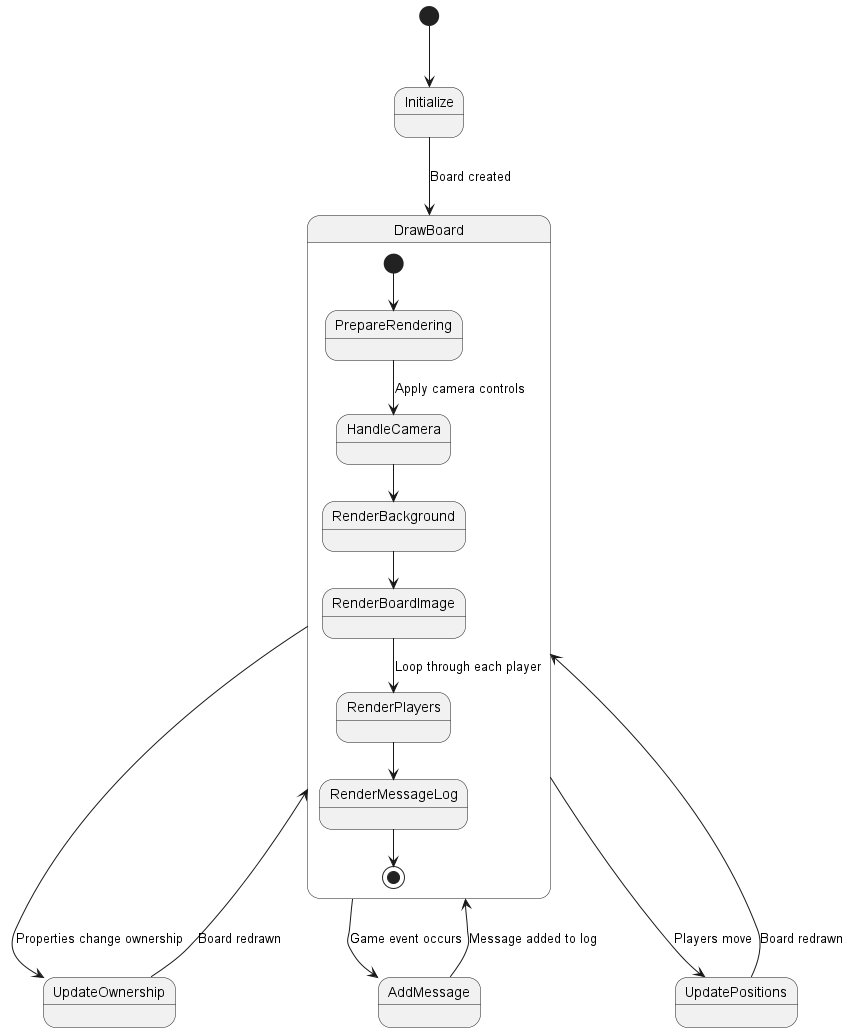 Initialize
Board created
DrawBoard
PrepareRendering
Apply camera controls
HandleCamera
RenderBackground
RenderBoardImage
Loop through each player
RenderPlayers
RenderMessageLog
Properties change ownership
Board redrawn
Game event occurs
Message added to log
Players move
Board redrawn
UpdateOwnership
AddMessage
UpdatePositions